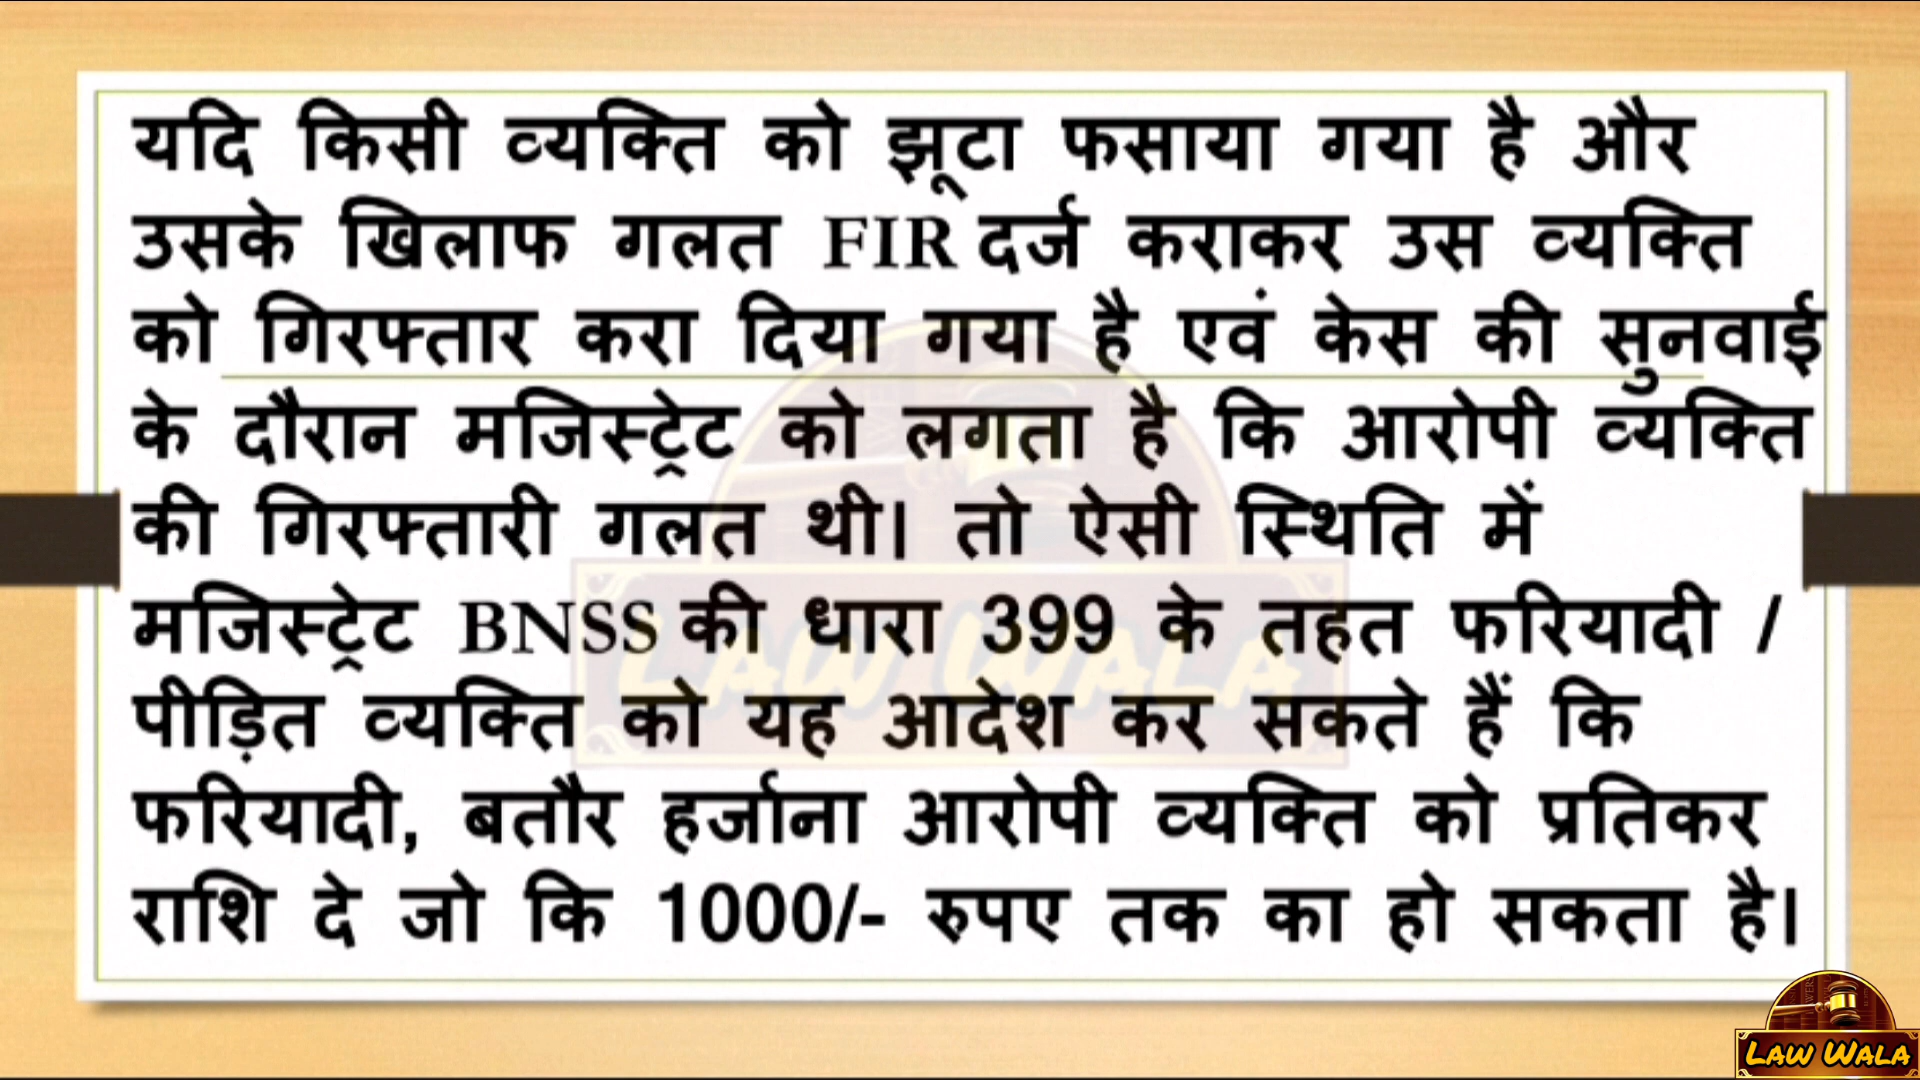 यदि किसी व्यक्ति को झूटा फसाया गया है और
उसके खिलाफ गलत FIR दर्ज कराकर उस व्यक्ति
को गिरफ्तार करा दिया गया है एवं केस की सुनवाई
के दौरान मजिस्ट्रेट को लगता है कि आरोपी व्यक्ति
की गिरफ्तारी गलत थी। तो ऐसी स्थिति में
मजिस्ट्रेट BNSS की धारा 399 के तहत फरियादी /
पीड़ित व्यक्ति को यह आदेश कर सकते हैं कि
फरियादी, बतौर हर्जाना आरोपी व्यक्ति को प्रतिकर
राशि दे जो कि 1000/- रुपए तक का हो सकता है।
LAW WALA
LAW WALA